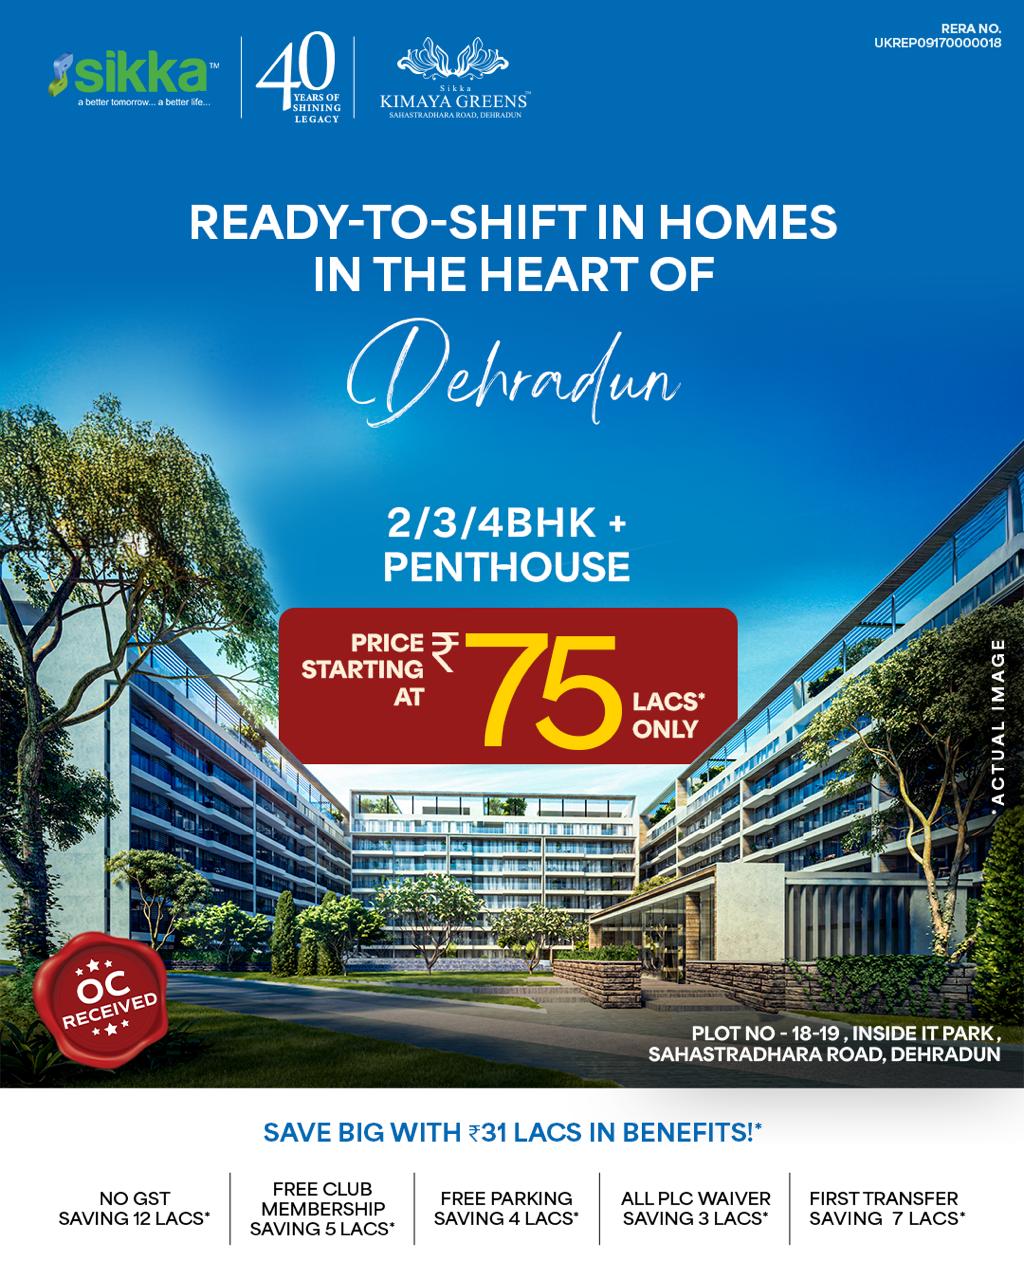 RERA NO.
UKREP09170000018
sikka™
a better tomorrow... a better life...
40
YEARS OF
SHINING
LEGACY
Sikka
KIMAYA GREENS™
SAHASTRADHARA ROAD, DEHRADUN
READY-TO-SHIFT IN HOMES
IN THE HEART OF
Dehradun
2/3/4BHK +
PENTHOUSE
PRICE
STARTING
AT
₹75
LACS*
ONLY
*ACTUAL IMAGE
OC
RECEIVED
PLOT NO - 18-19 , INSIDE IT PARK ,
SAHASTRADHARA ROAD, DEHRADUN
SAVE BIG WITH ₹31 LACS IN BENEFITS!*
NO GST
SAVING 12 LACS*
FREE CLUB
MEMBERSHIP
SAVING 5 LACS*
FREE PARKING
SAVING 4 LACS*
ALL PLC WAIVER
SAVING 3 LACS*
FIRST TRANSFER
SAVING 7 LACS*